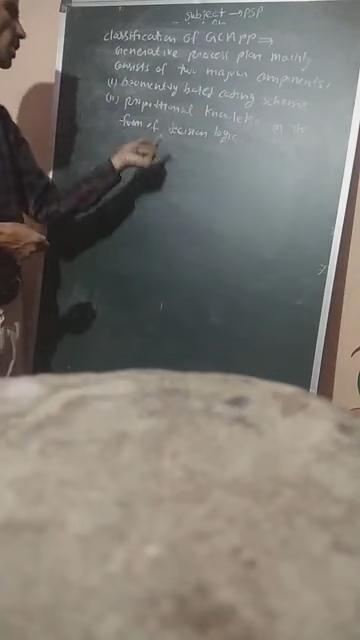 subject → PSP
classification of GCAPP ⇒
Generative process plan mainly
consists of two major components.
(i) Geomentry based coding scheme
(ii) proportional knowledge in the
form of decision logic